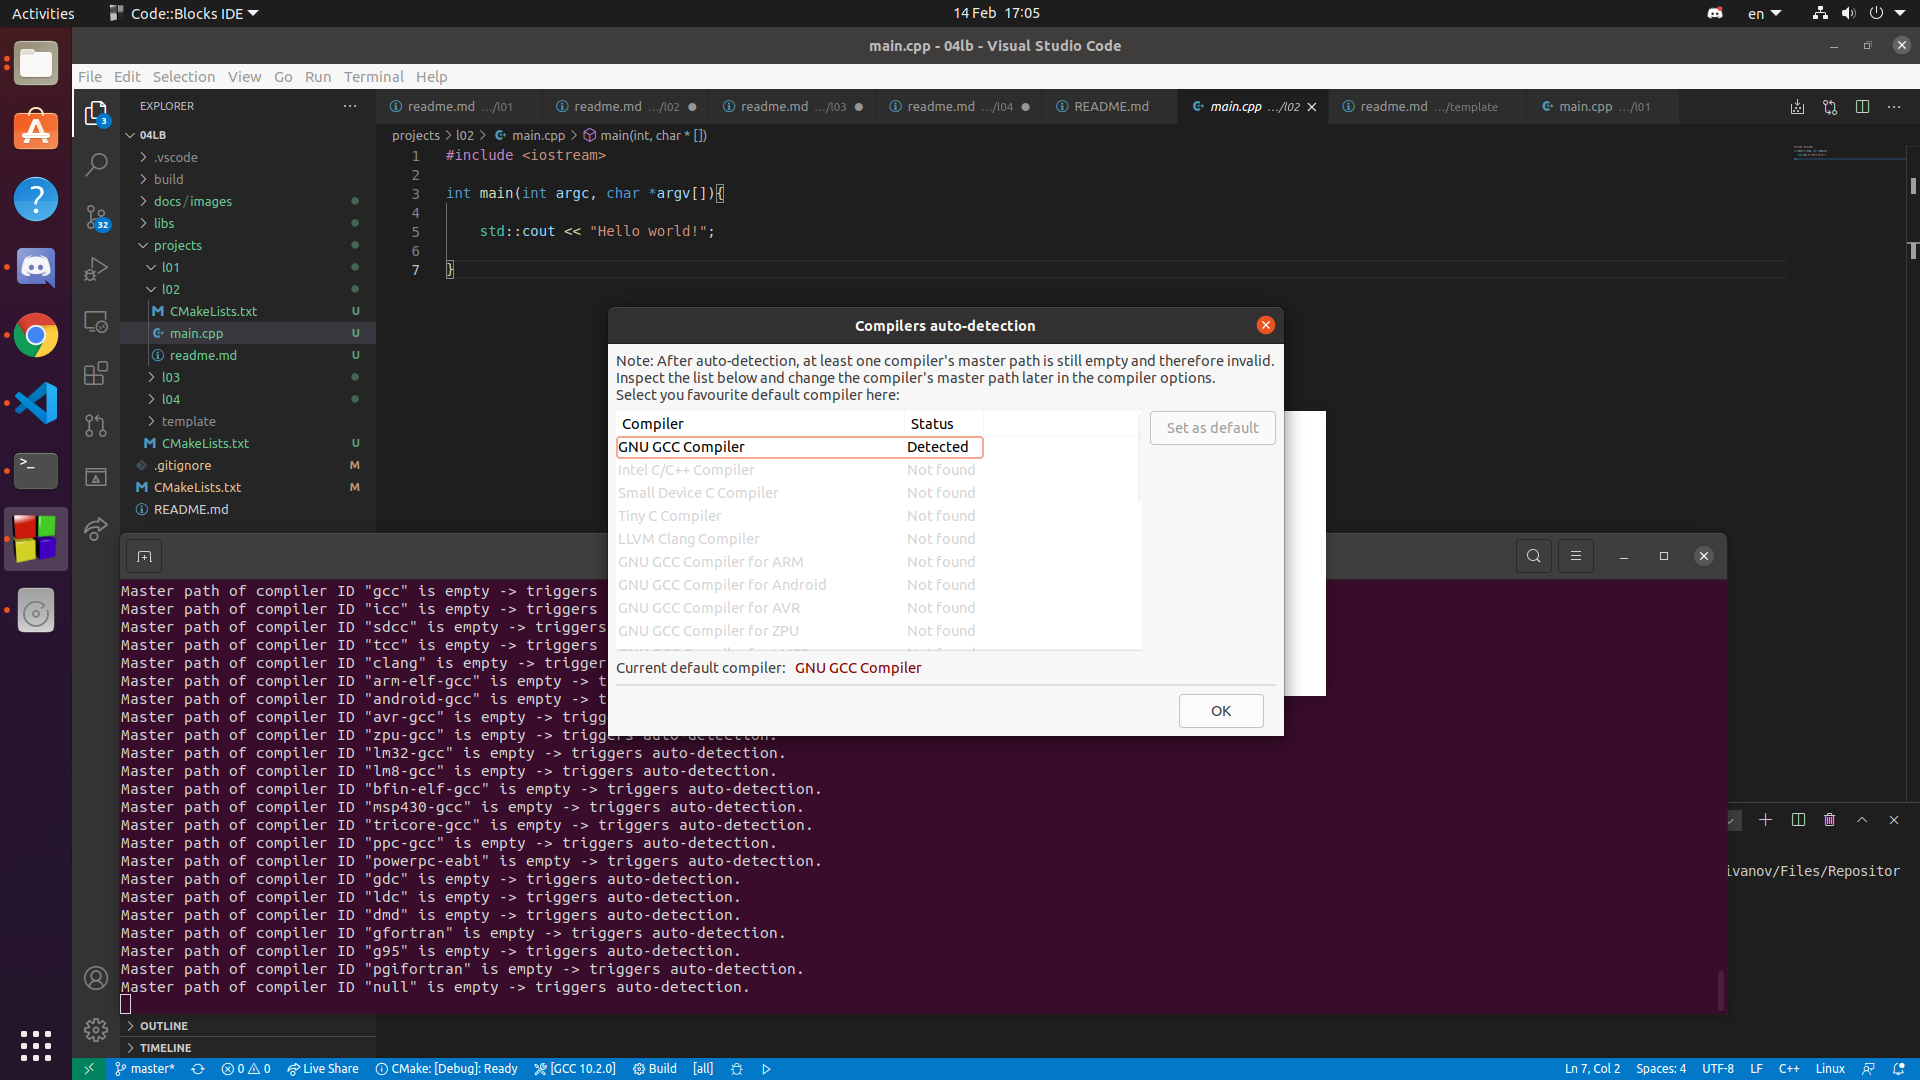 Activities
Code::Blocks IDE
14 Feb 17:05
en
main.cpp - 04lb - Visual Studio Code
File Edit Selection View Go Run Terminal Help
EXPLORER
readme.md .../l01
readme.md .../l02
readme.md .../l03
readme.md .../l04
README.md
main.cpp .../l02
readme.md .../template
main.cpp .../l01
3
32
04LB
.vscode
build
docs/images
libs
projects
l01
l02
CMakeLists.txt U
main.cpp U
readme.md U
l03
l04
template
CMakeLists.txt U
.gitignore M
CMakeLists.txt M
README.md
projects > l02 > main.cpp > main(int, char * [])
1 #include <iostream>
2
3 int main(int argc, char *argv[]){
4
5 std::cout << "Hello world!";
6
7 }
Compilers auto-detection
Note: After auto-detection, at least one compiler's master path is still empty and therefore invalid.
Inspect the list below and change the compiler's master path later in the compiler options.
Select you favourite default compiler here:
Compiler Status
GNU GCC Compiler Detected
Intel C/C++ Compiler Not found
Small Device C Compiler Not found
Tiny C Compiler Not found
LLVM Clang Compiler Not found
GNU GCC Compiler for ARM Not found
GNU GCC Compiler for Android Not found
GNU GCC Compiler for AVR Not found
GNU GCC Compiler for ZPU Not found
Set as default
Current default compiler: GNU GCC Compiler
OK
Master path of compiler ID "gcc" is empty -> triggers
Master path of compiler ID "icc" is empty -> triggers
Master path of compiler ID "sdcc" is empty -> triggers
Master path of compiler ID "tcc" is empty -> triggers
Master path of compiler ID "clang" is empty -> trigger
Master path of compiler ID "arm-elf-gcc" is empty -> t
Master path of compiler ID "android-gcc" is empty -> t
Master path of compiler ID "avr-gcc" is empty -> trigg
Master path of compiler ID "zpu-gcc" is empty -> triggers auto-detection.
Master path of compiler ID "lm32-gcc" is empty -> triggers auto-detection.
Master path of compiler ID "lm8-gcc" is empty -> triggers auto-detection.
Master path of compiler ID "bfin-elf-gcc" is empty -> triggers auto-detection.
Master path of compiler ID "msp430-gcc" is empty -> triggers auto-detection.
Master path of compiler ID "tricore-gcc" is empty -> triggers auto-detection.
Master path of compiler ID "ppc-gcc" is empty -> triggers auto-detection.
Master path of compiler ID "powerpc-eabi" is empty -> triggers auto-detection.
Master path of compiler ID "gdc" is empty -> triggers auto-detection.
Master path of compiler ID "ldc" is empty -> triggers auto-detection.
Master path of compiler ID "dmd" is empty -> triggers auto-detection.
Master path of compiler ID "gfortran" is empty -> triggers auto-detection.
Master path of compiler ID "g95" is empty -> triggers auto-detection.
Master path of compiler ID "pgifortran" is empty -> triggers auto-detection.
Master path of compiler ID "null" is empty -> triggers auto-detection.
ivanov/Files/Repositor
OUTLINE
TIMELINE
master* 0 0 Live Share CMake: [Debug]: Ready [GCC 10.2.0] Build [all]
Ln 7, Col 2 Spaces: 4 UTF-8 LF C++ Linux